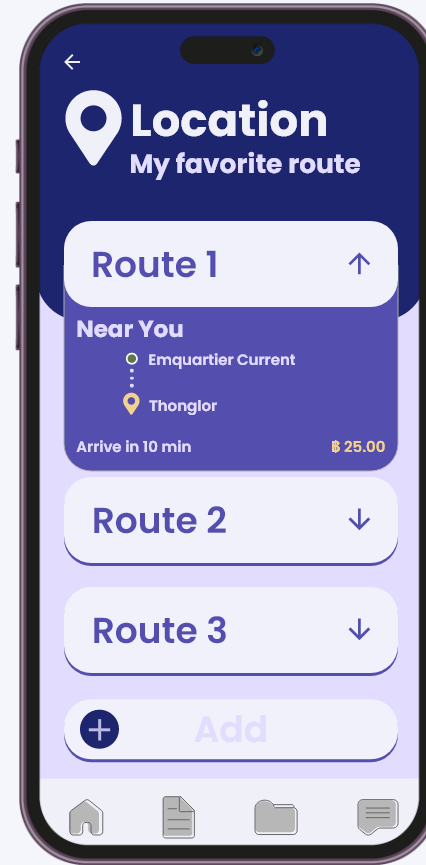 Location
My favorite route
Route 1
Near You
Emquartier Current
Thonglor
Arrive in 10 min
฿ 25.00
Route 2
Route 3
Add